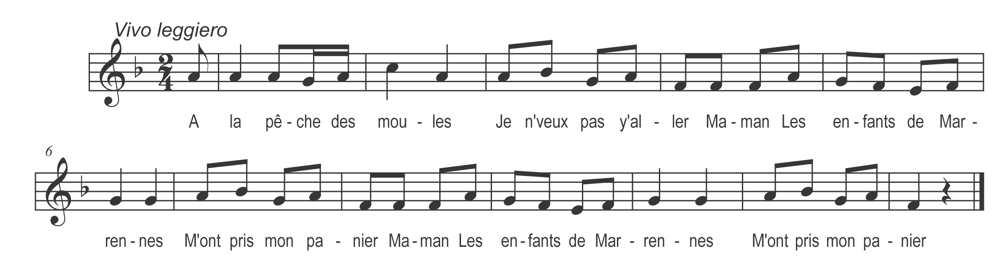 Vivo leggiero
2
4
A la pê - che des mou - les Je n'veux pas y'al - ler Ma - man Les en - fants de Mar -
6
ren - nes M'ont pris mon pa - nier Ma - man Les en - fants de Mar - ren - nes M'ont pris mon pa - nier